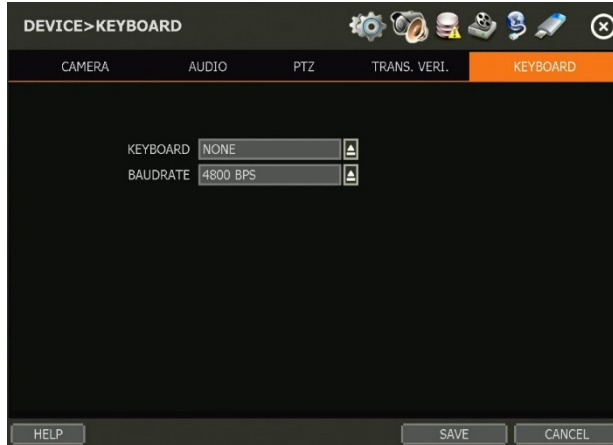 DEVICE>KEYBOARD
CAMERA AUDIO PTZ TRANS. VERI. KEYBOARD
KEYBOARD NONE
BAUDRATE 4800 BPS
HELP SAVE CANCEL